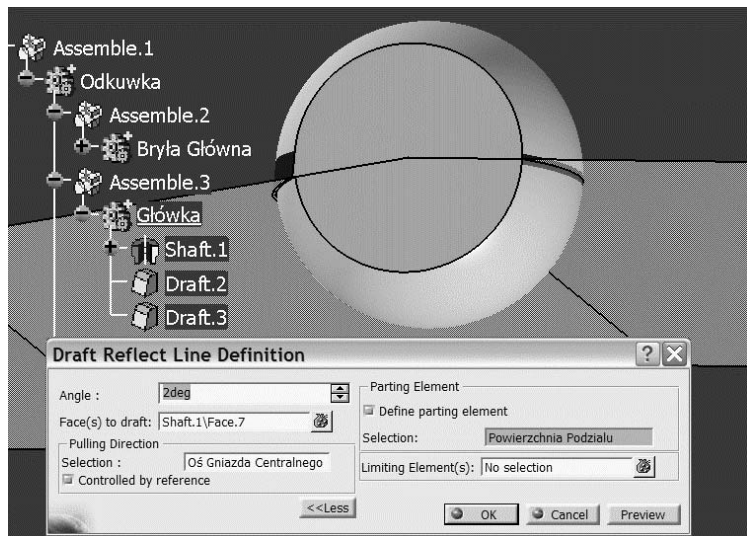 Assemble.1
Odkuwka
Assemble.2
Bryła Główna
Assemble.3
Główka
Shaft.1
Draft.2
Draft.3
Draft Reflect Line Definition
Angle :
2deg
Face(s) to draft: Shaft.1\Face.7
Pulling Direction
Selection : Oś Gniazda Centralnego
Controlled by reference
<<Less
Parting Element
Define parting element
Selection: Powierzchnia Podzialu
Limiting Element(s): No selection
OK Cancel Preview